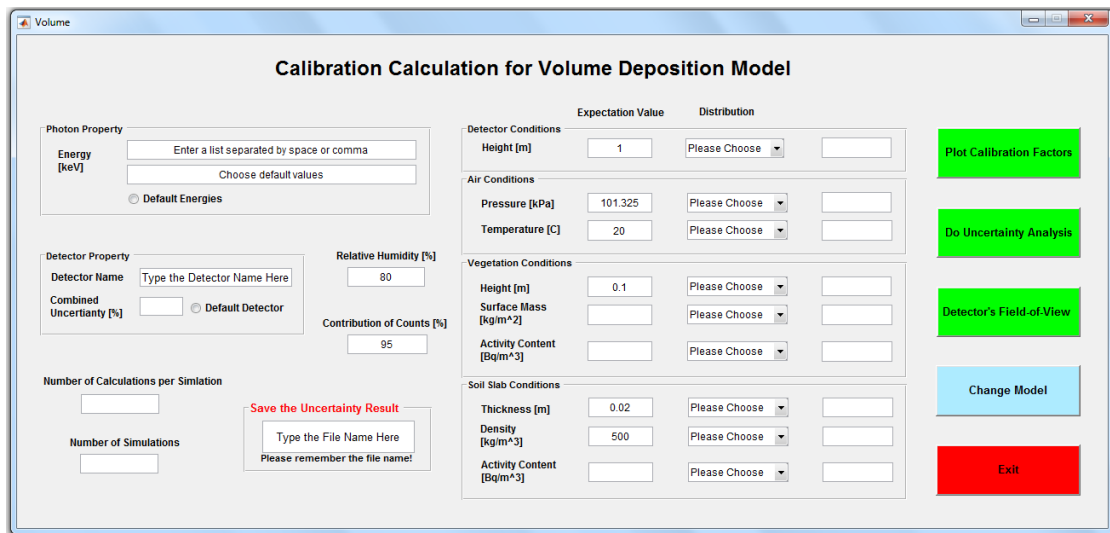 Volume
Calibration Calculation for Volume Deposition Model
Expectation Value Distribution
Photon Property
Energy
[keV]
Enter a list separated by space or comma
Choose default values
Default Energies
Detector Property
Detector Name Type the Detector Name Here
Combined
Uncertianty [%]
Default Detector
Relative Humidity [%]
80
Contribution of Counts [%]
95
Number of Calculations per Simlation
Number of Simulations
Save the Uncertainty Result
Type the File Name Here
Please remember the file name!
Detector Conditions
Height [m] 1 Please Choose
Air Conditions
Pressure [kPa] 101.325 Please Choose
Temperature [C] 20 Please Choose
Vegetation Conditions
Height [m] 0.1 Please Choose
Surface Mass
[kg/m^2]
Please Choose
Activity Content
[Bq/m^3]
Please Choose
Soil Slab Conditions
Thickness [m] 0.02 Please Choose
Density
[kg/m^3]
500 Please Choose
Activity Content
[Bq/m^3]
Please Choose
Plot Calibration Factors
Do Uncertainty Analysis
Detector's Field-of-View
Change Model
Exit